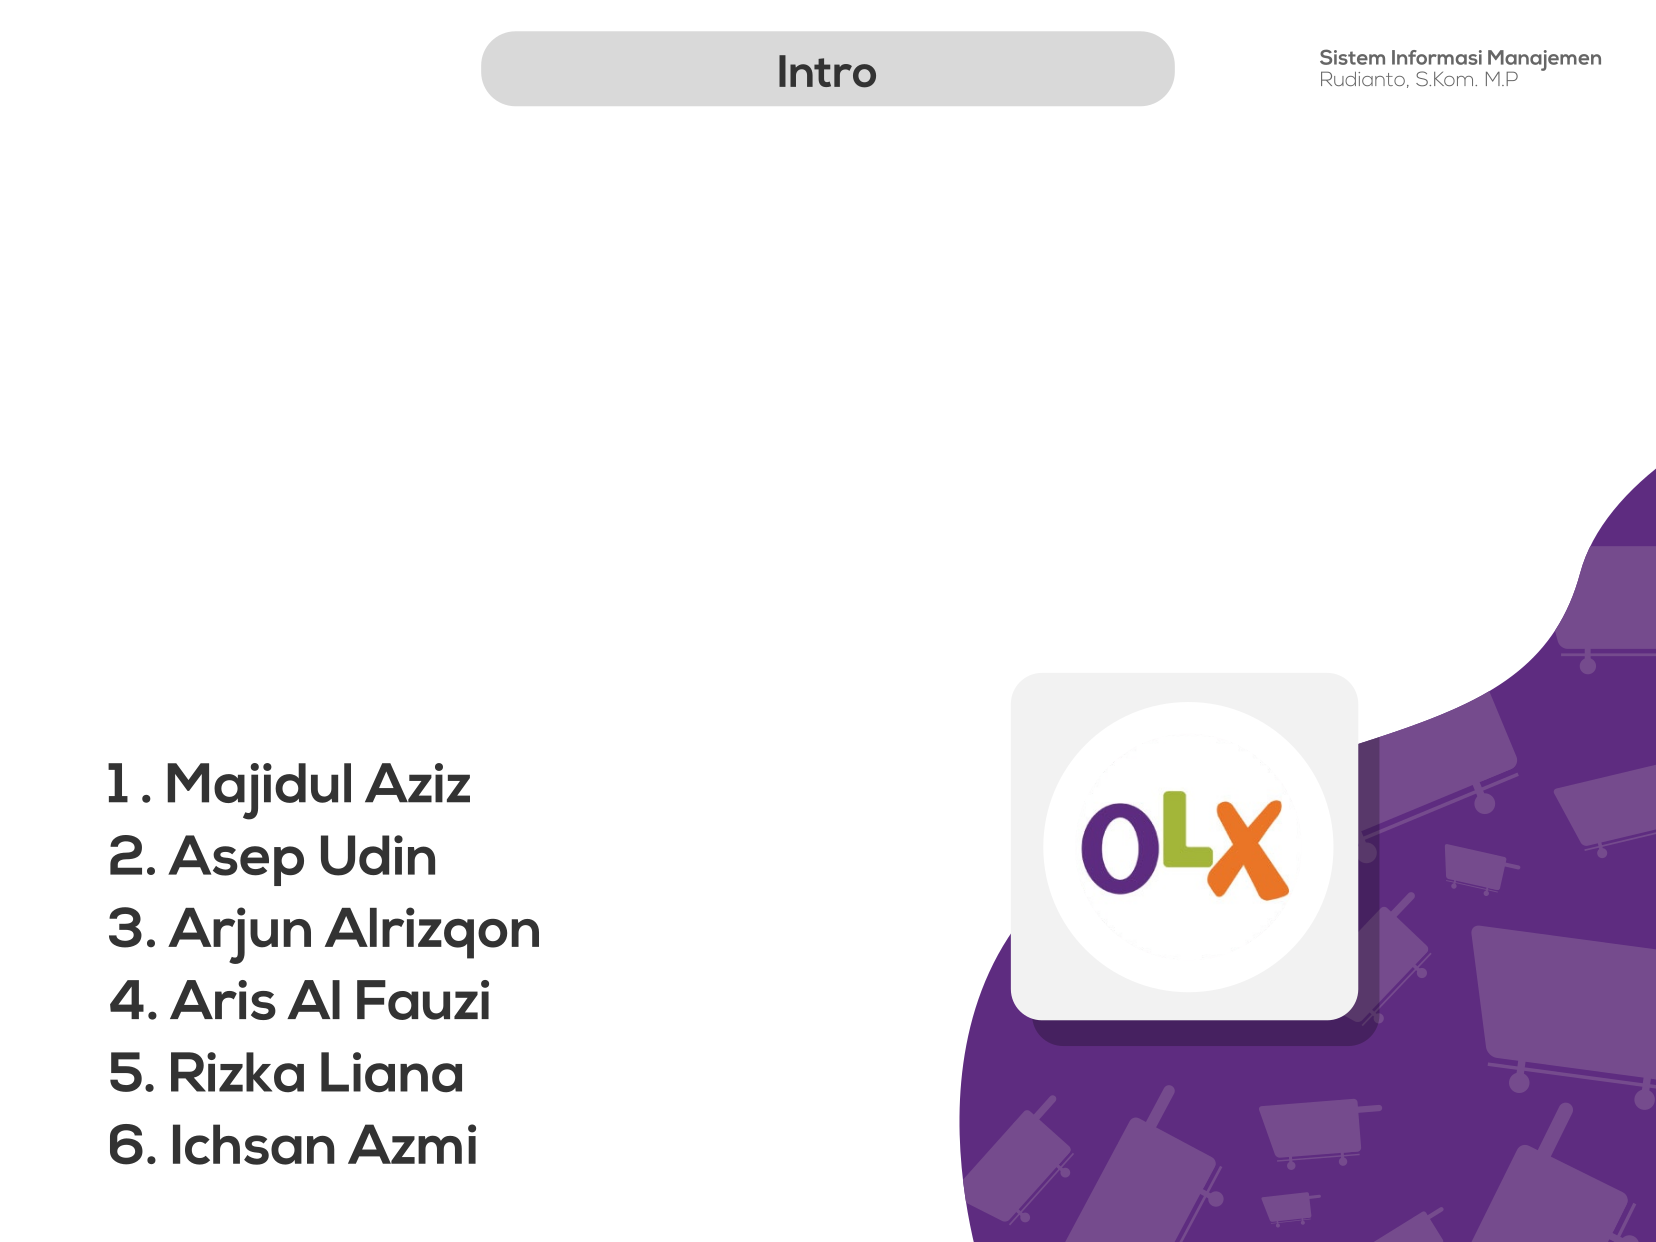 Intro
Sistem Informasi Manajemen
Rudianto, S.Kom. M.P
OLX
1 . Majidul Aziz
2. Asep Udin
3. Arjun Alrizqon
4. Aris Al Fauzi
5. Rizka Liana
6. Ichsan Azmi